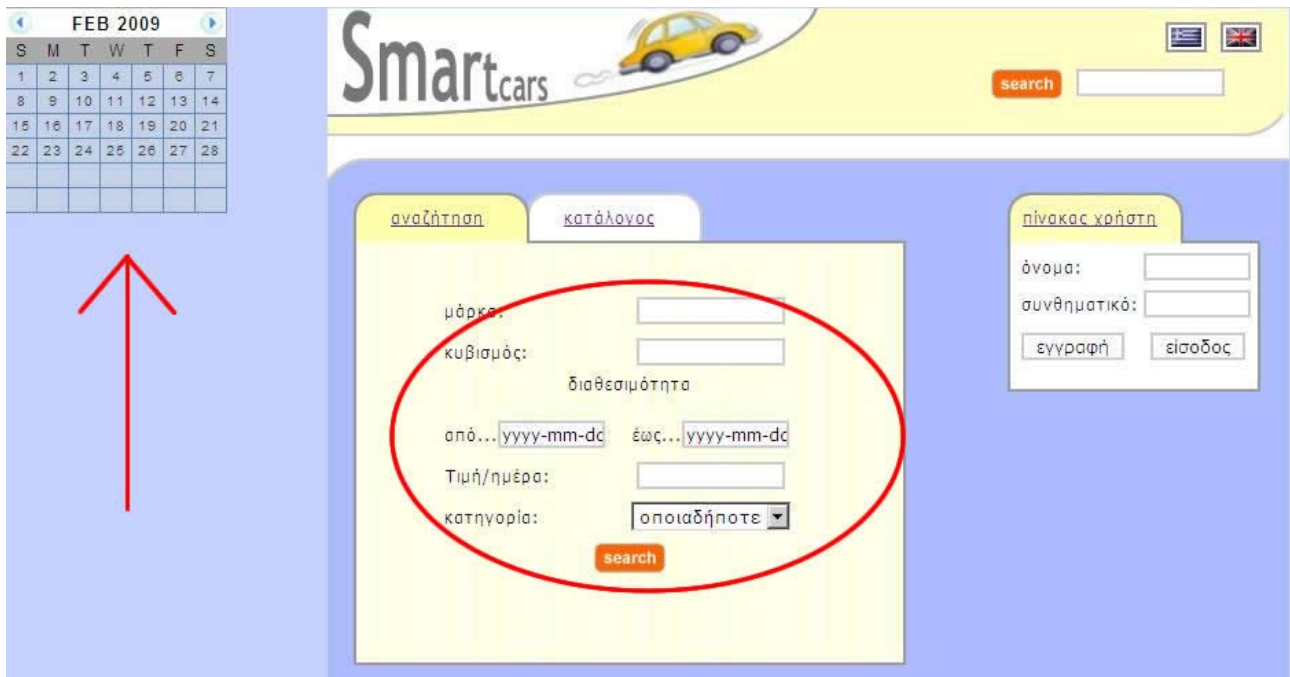 FEB 2009
S M T W T F S
1 2 3 4 5 6 7
8 9 10 11 12 13 14
15 16 17 18 19 20 21
22 23 24 25 26 27 28
Smartcars
search
αναζήτηση κατάλογος
μάρκα:
κυβισμός:
διαθεσιμότητα
από... yyyy-mm-dd έως... yyyy-mm-dd
Τιμή/ημέρα:
κατηγορία: οποιαδήποτε
search
πίνακας χρήστη
όνομα:
συνθηματικό:
εγγραφή είσοδος